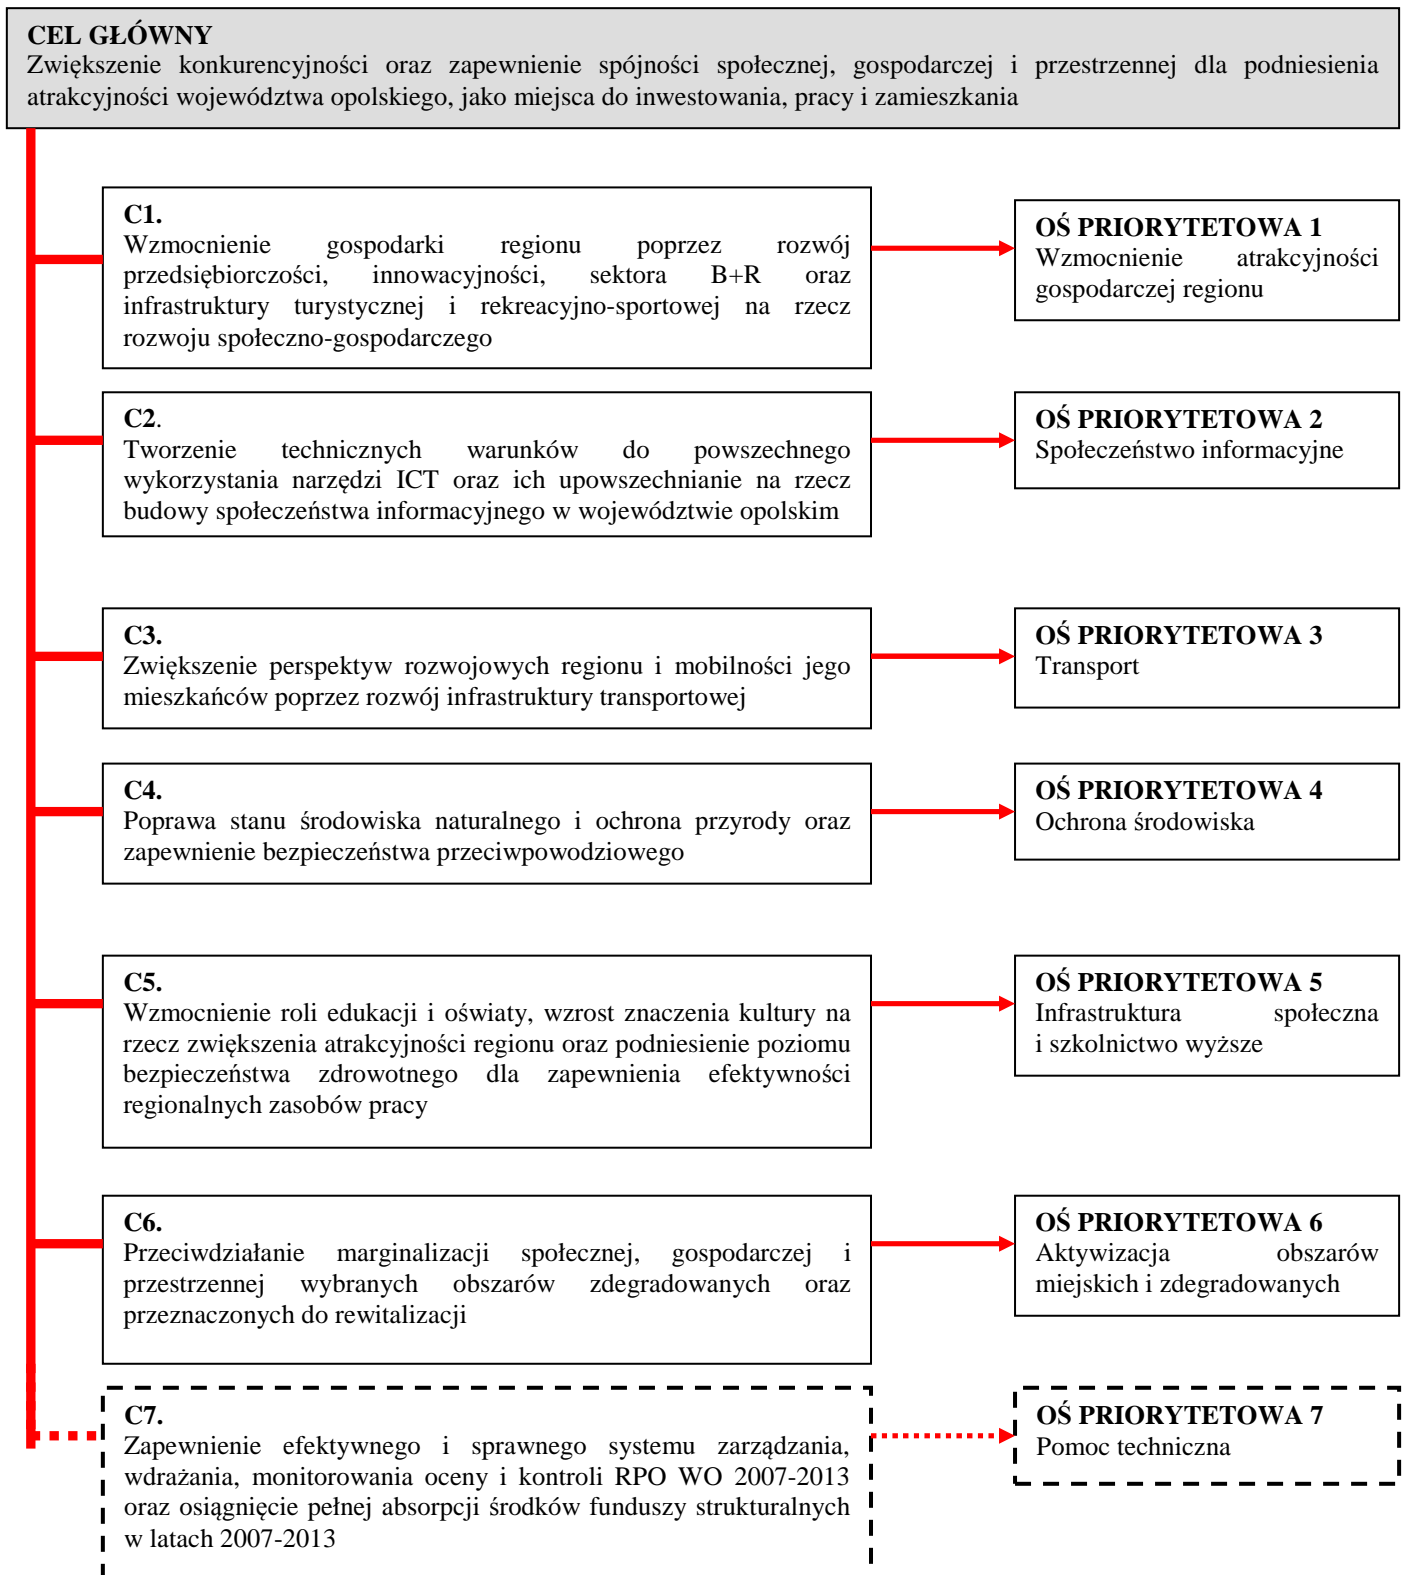 CEL GŁÓWNY
Zwiększenie konkurencyjności oraz zapewnienie spójności społecznej, gospodarczej i przestrzennej dla podniesienia
atrakcyjności województwa opolskiego, jako miejsca do inwestowania, pracy i zamieszkania
C1.
Wzmocnienie gospodarki regionu poprzez rozwój
przedsiębiorczości, innowacyjności, sektora B+R oraz
infrastruktury turystycznej i rekreacyjno-sportowej na rzecz
rozwoju społeczno-gospodarczego
OŚ PRIORYTETOWA 1
Wzmocnienie atrakcyjności
gospodarczej regionu
C2.
Tworzenie technicznych warunków do powszechnego
wykorzystania narzędzi ICT oraz ich upowszechnianie na rzecz
budowy społeczeństwa informacyjnego w województwie opolskim
OŚ PRIORYTETOWA 2
Społeczeństwo informacyjne
C3.
Zwiększenie perspektyw rozwojowych regionu i mobilności jego
mieszkańców poprzez rozwój infrastruktury transportowej
OŚ PRIORYTETOWA 3
Transport
C4.
Poprawa stanu środowiska naturalnego i ochrona przyrody oraz
zapewnienie bezpieczeństwa przeciwpowodziowego
OŚ PRIORYTETOWA 4
Ochrona środowiska
C5.
Wzmocnienie roli edukacji i oświaty, wzrost znaczenia kultury na
rzecz zwiększenia atrakcyjności regionu oraz podniesienie poziomu
bezpieczeństwa zdrowotnego dla zapewnienia efektywności
regionalnych zasobów pracy
OŚ PRIORYTETOWA 5
Infrastruktura społeczna
i szkolnictwo wyższe
C6.
Przeciwdziałanie marginalizacji społecznej, gospodarczej i
przestrzennej wybranych obszarów zdegradowanych oraz
przeznaczonych do rewitalizacji
OŚ PRIORYTETOWA 6
Aktywizacja obszarów
miejskich i zdegradowanych
C7.
Zapewnienie efektywnego i sprawnego systemu zarządzania,
wdrażania, monitorowania oceny i kontroli RPO WO 2007-2013
oraz osiągnięcie pełnej absorpcji środków funduszy strukturalnych
w latach 2007-2013
OŚ PRIORYTETOWA 7
Pomoc techniczna